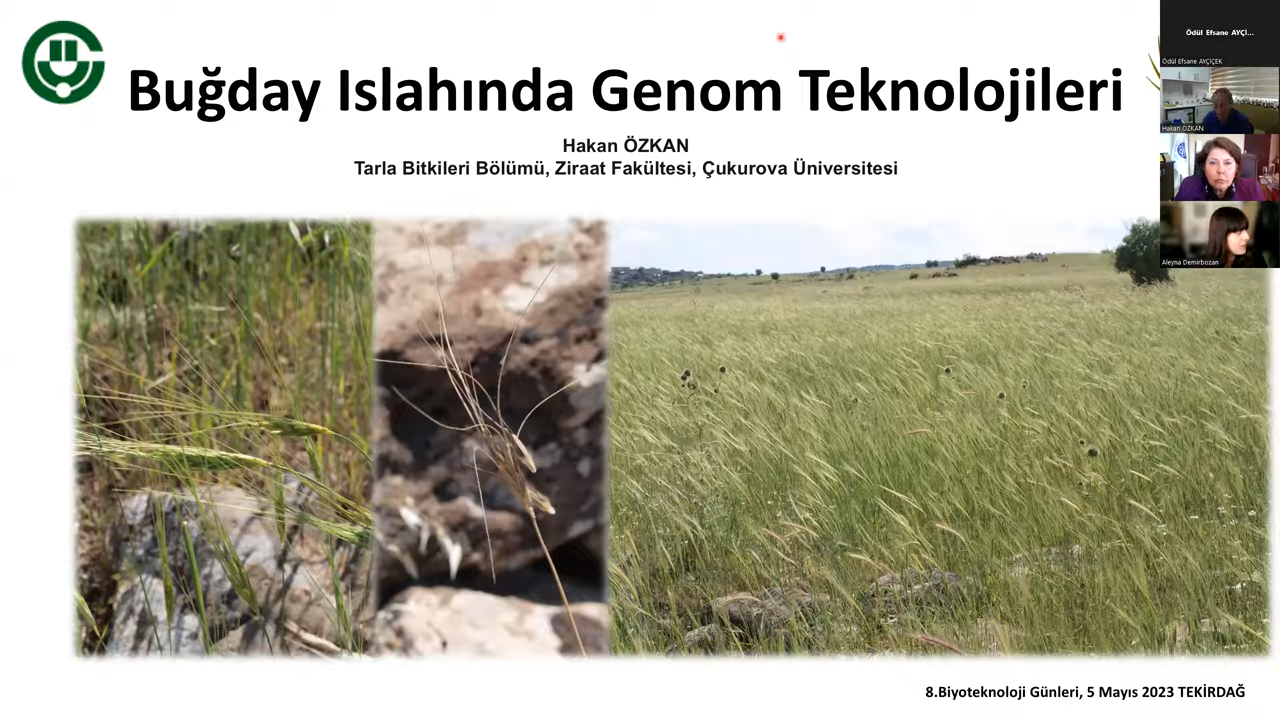 Buğday Islahında Genom Teknolojileri
Hakan ÖZKAN
Tarla Bitkileri Bölümü, Ziraat Fakültesi, Çukurova Üniversitesi
Ödül Efsane AYÇİ...
Ödül Efsane AYÇİÇEK
Hakan ÖZKAN
Aleyna Demirbozan
8.Biyoteknoloji Günleri, 5 Mayıs 2023 TEKİRDAĞ